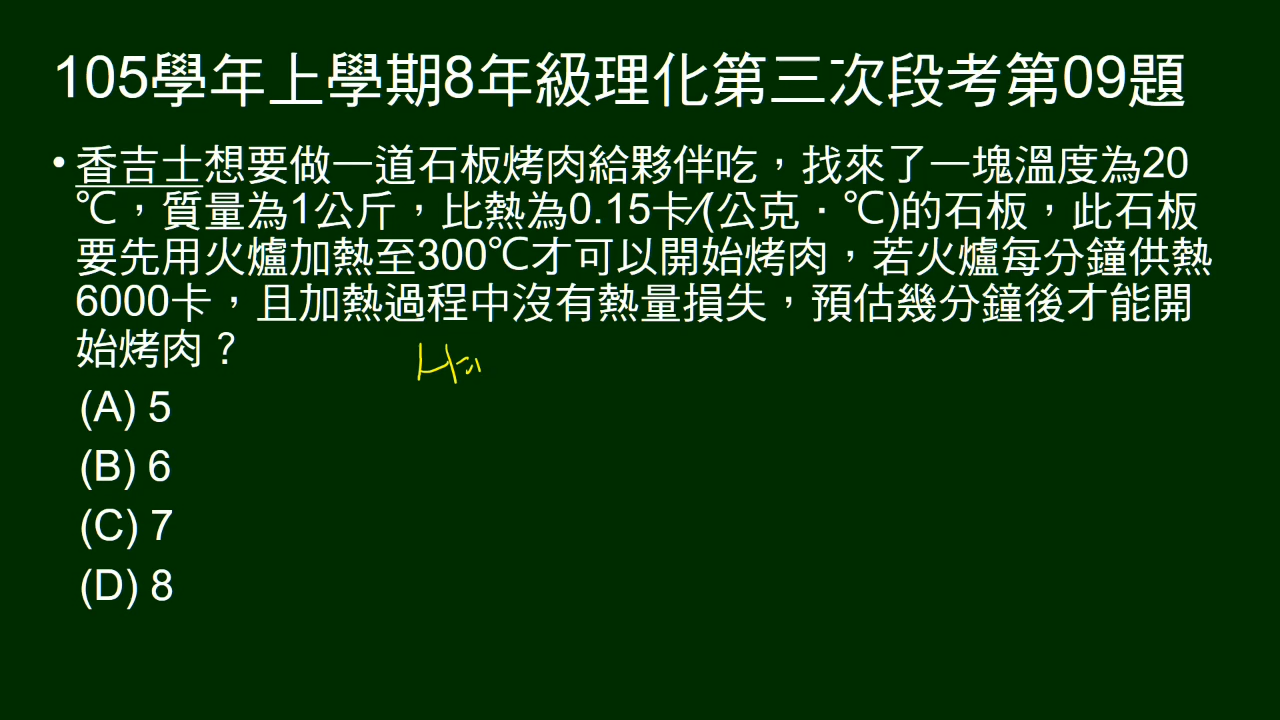 105學年上學期8年級理化第三次段考第09題
• 香吉士想要做一道石板烤肉給夥伴吃，找來了一塊溫度為20
℃，質量為1公斤，比熱為0.15卡∕(公克．℃)的石板，此石板
要先用火爐加熱至300℃才可以開始烤肉，若火爐每分鐘供熱
6000卡，且加熱過程中沒有熱量損失，預估幾分鐘後才能開
始烤肉？
(A) 5
(B) 6
(C) 7
(D) 8